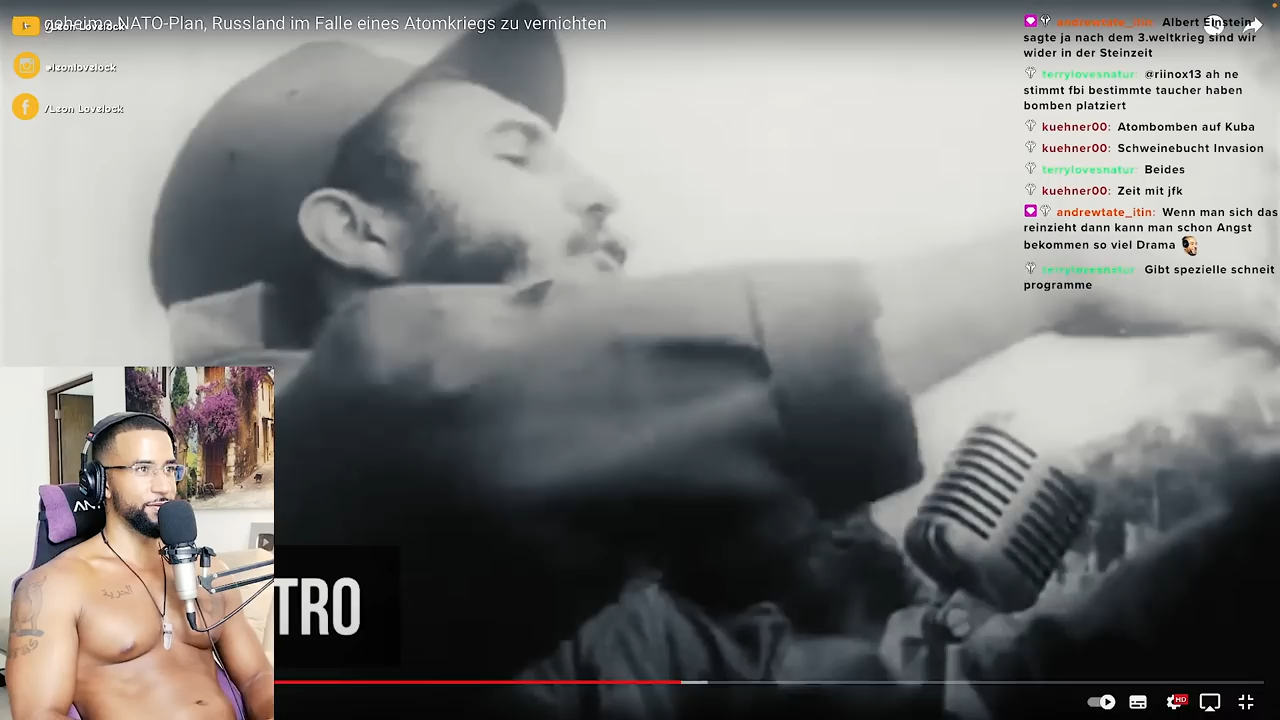 geheime NATO-Plan, Russland im Falle eines Atomkriegs zu vernichten
/Leon Lovelock
@leonlovelock
/Leon Lovelock
andrewtate_itin: Albert Einstein
sagte ja nach dem 3.weltkrieg sind wir
wider in der Steinzeit
terrylovesnatur: @riinox13 ah ne
stimmt fbi bestimmte taucher haben
bomben platziert
kuehner00: Atombomben auf Kuba
kuehner00: Schweinebucht Invasion
terrylovesnatur: Beides
kuehner00: Zeit mit jfk
andrewtate_itin: Wenn man sich das
reinzieht dann kann man schon Angst
bekommen so viel Drama
terrylovesnatur: Gibt spezielle schneit
programme
TRO
HD